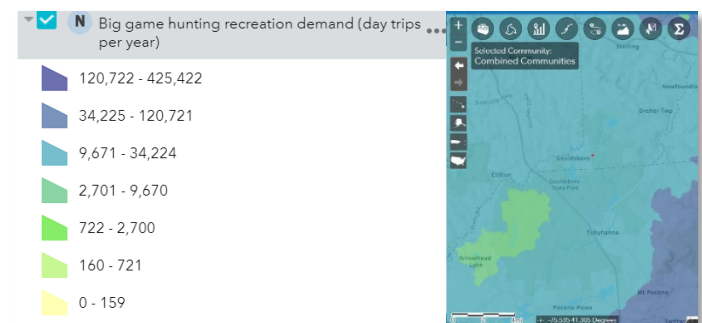 N Big game hunting recreation demand (day trips
per year)
120,722 - 425,422
34,225 - 120,721
9,671 - 34,224
2,701 - 9,670
722 - 2,700
160 - 721
0 - 159
Selected Community:
Combined Communities
Sterling
Newfoundla
Dreher Twp
Gouldsboro
Clifton
Gouldsboro
State Park
Tobyhanna
Arrowhead
Lake
Mt Pocono
Pocono Pines
-75.535 41.305 Degrees